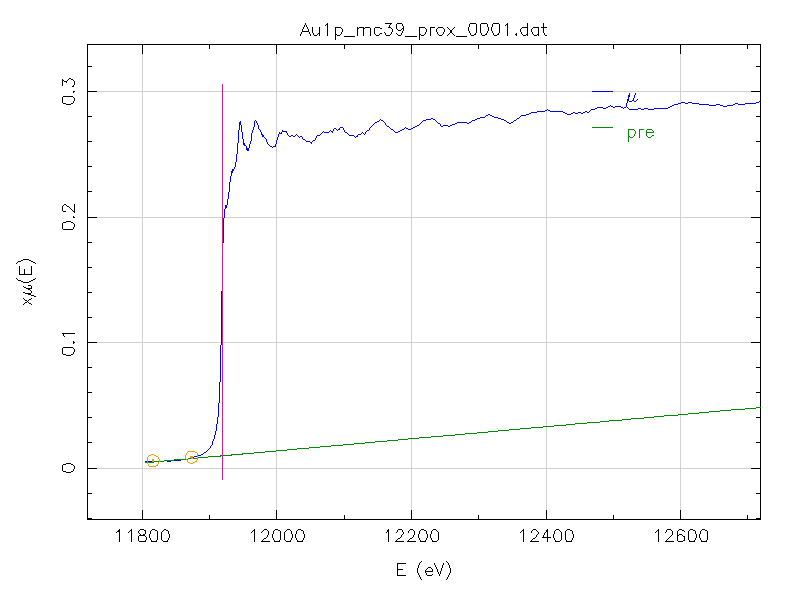 Au1p_mc39_prox_0001.dat
0.3
μ
pre
0.2
xμ(E)
0.1
0
11800 12000 12200 12400 12600
E (eV)